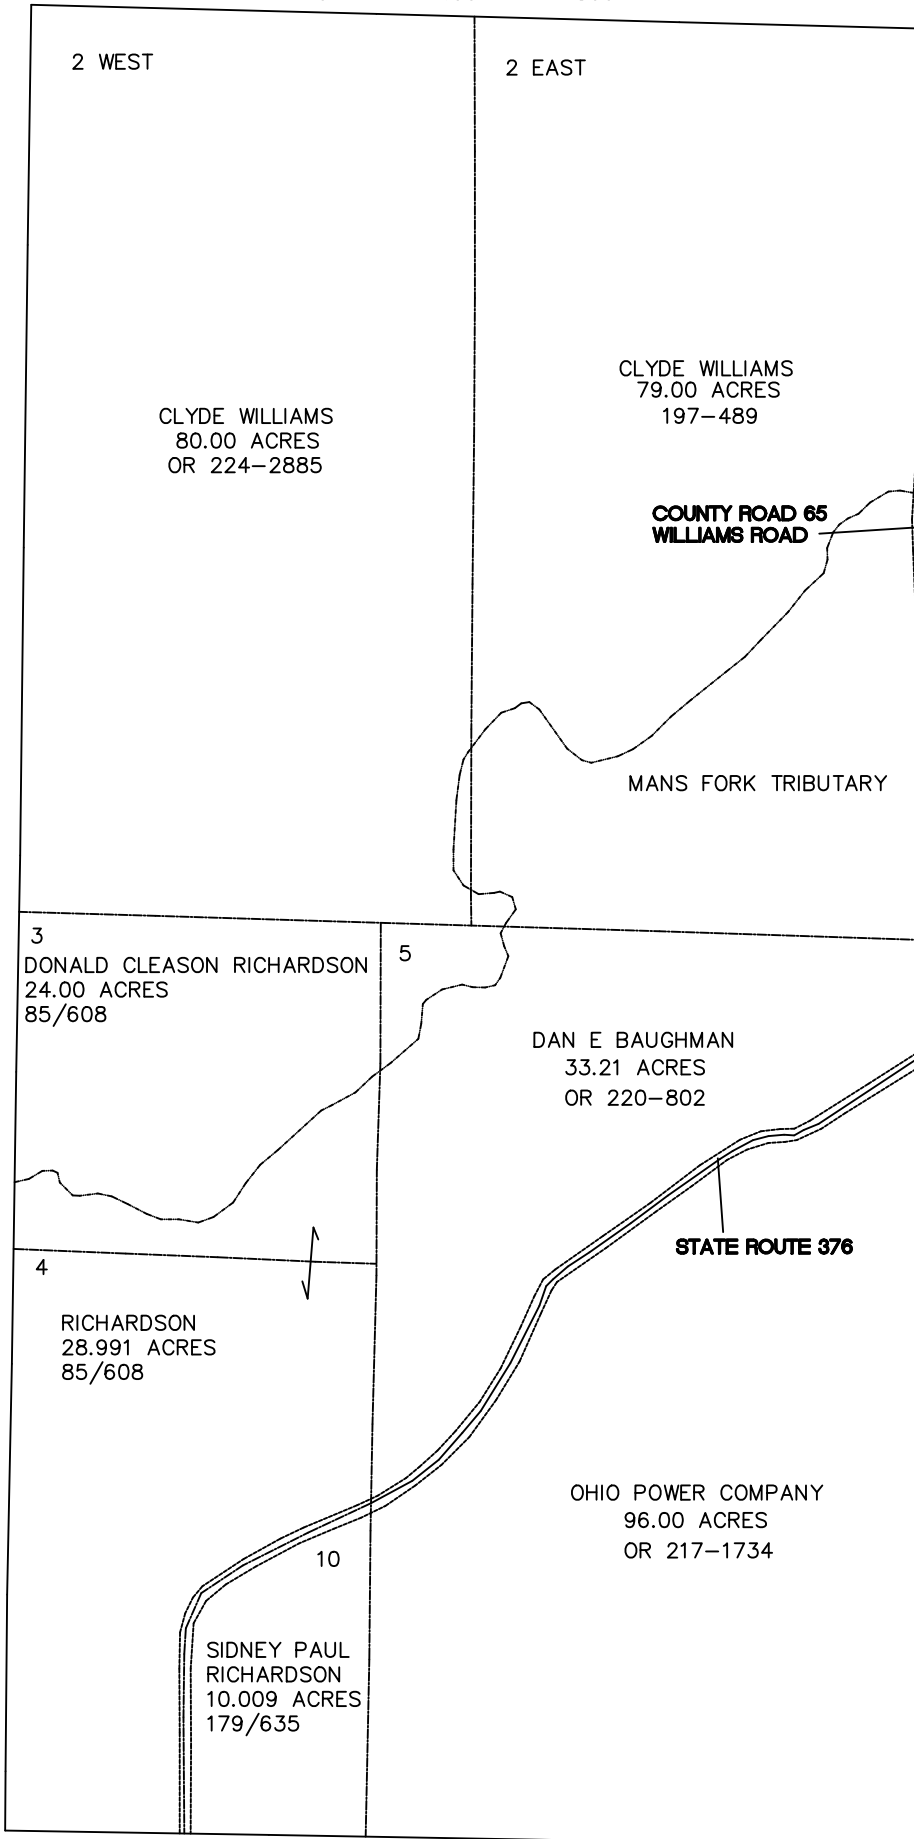 2 WEST
2 EAST
CLYDE WILLIAMS
79.00 ACRES
197-489
CLYDE WILLIAMS
80.00 ACRES
OR 224-2885
COUNTY ROAD 65
WILLIAMS ROAD
MANS FORK TRIBUTARY
3
DONALD CLEASON RICHARDSON
24.00 ACRES
85/608
5
DAN E BAUGHMAN
33.21 ACRES
OR 220-802
STATE ROUTE 376
4
RICHARDSON
28.991 ACRES
85/608
OHIO POWER COMPANY
96.00 ACRES
OR 217-1734
10
SIDNEY PAUL
RICHARDSON
10.009 ACRES
179/635